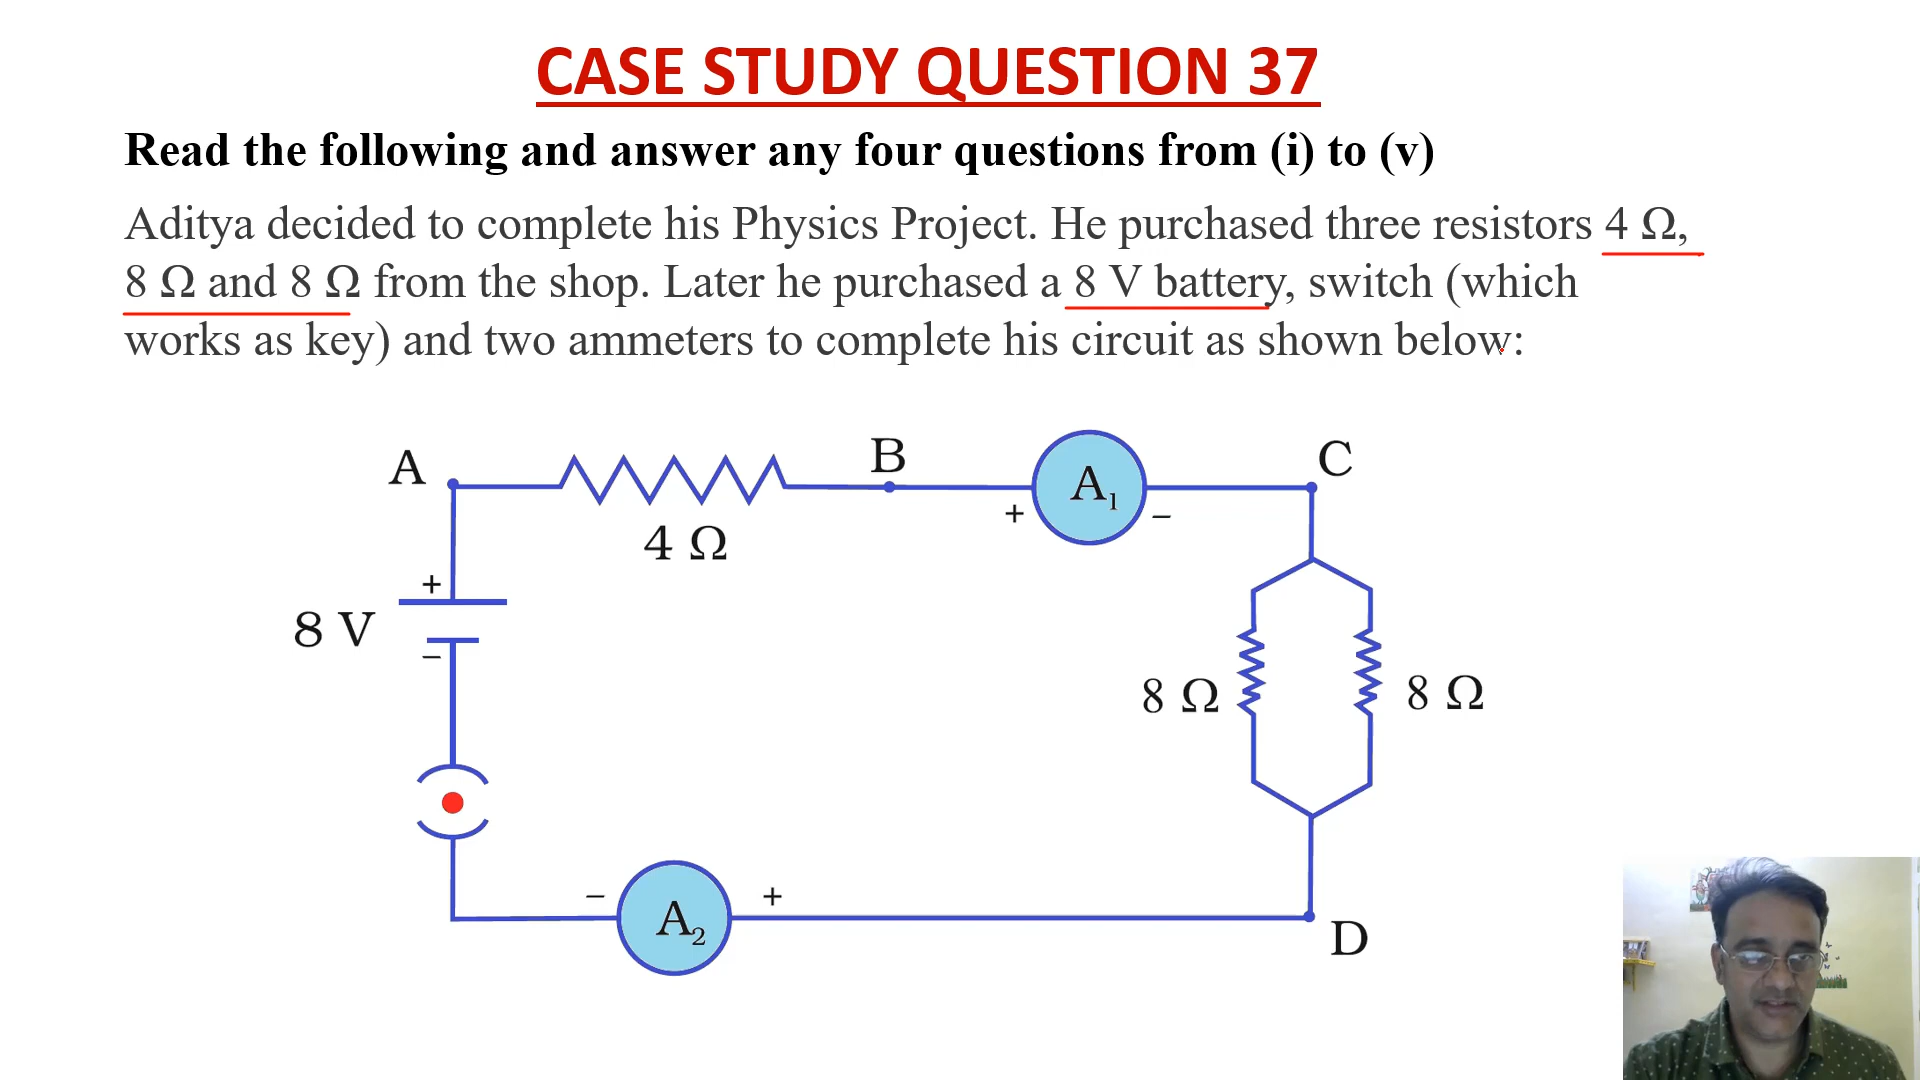 CASE STUDY QUESTION 37
Read the following and answer any four questions from (i) to (v)
Aditya decided to complete his Physics Project. He purchased three resistors 4 Ω,
8 Ω and 8 Ω from the shop. Later he purchased a 8 V battery, switch (which
works as key) and two ammeters to complete his circuit as shown below:
A
B
C
A₁
+
−
4 Ω
+
8 V
−
8 Ω
8 Ω
−
+
A₂
D